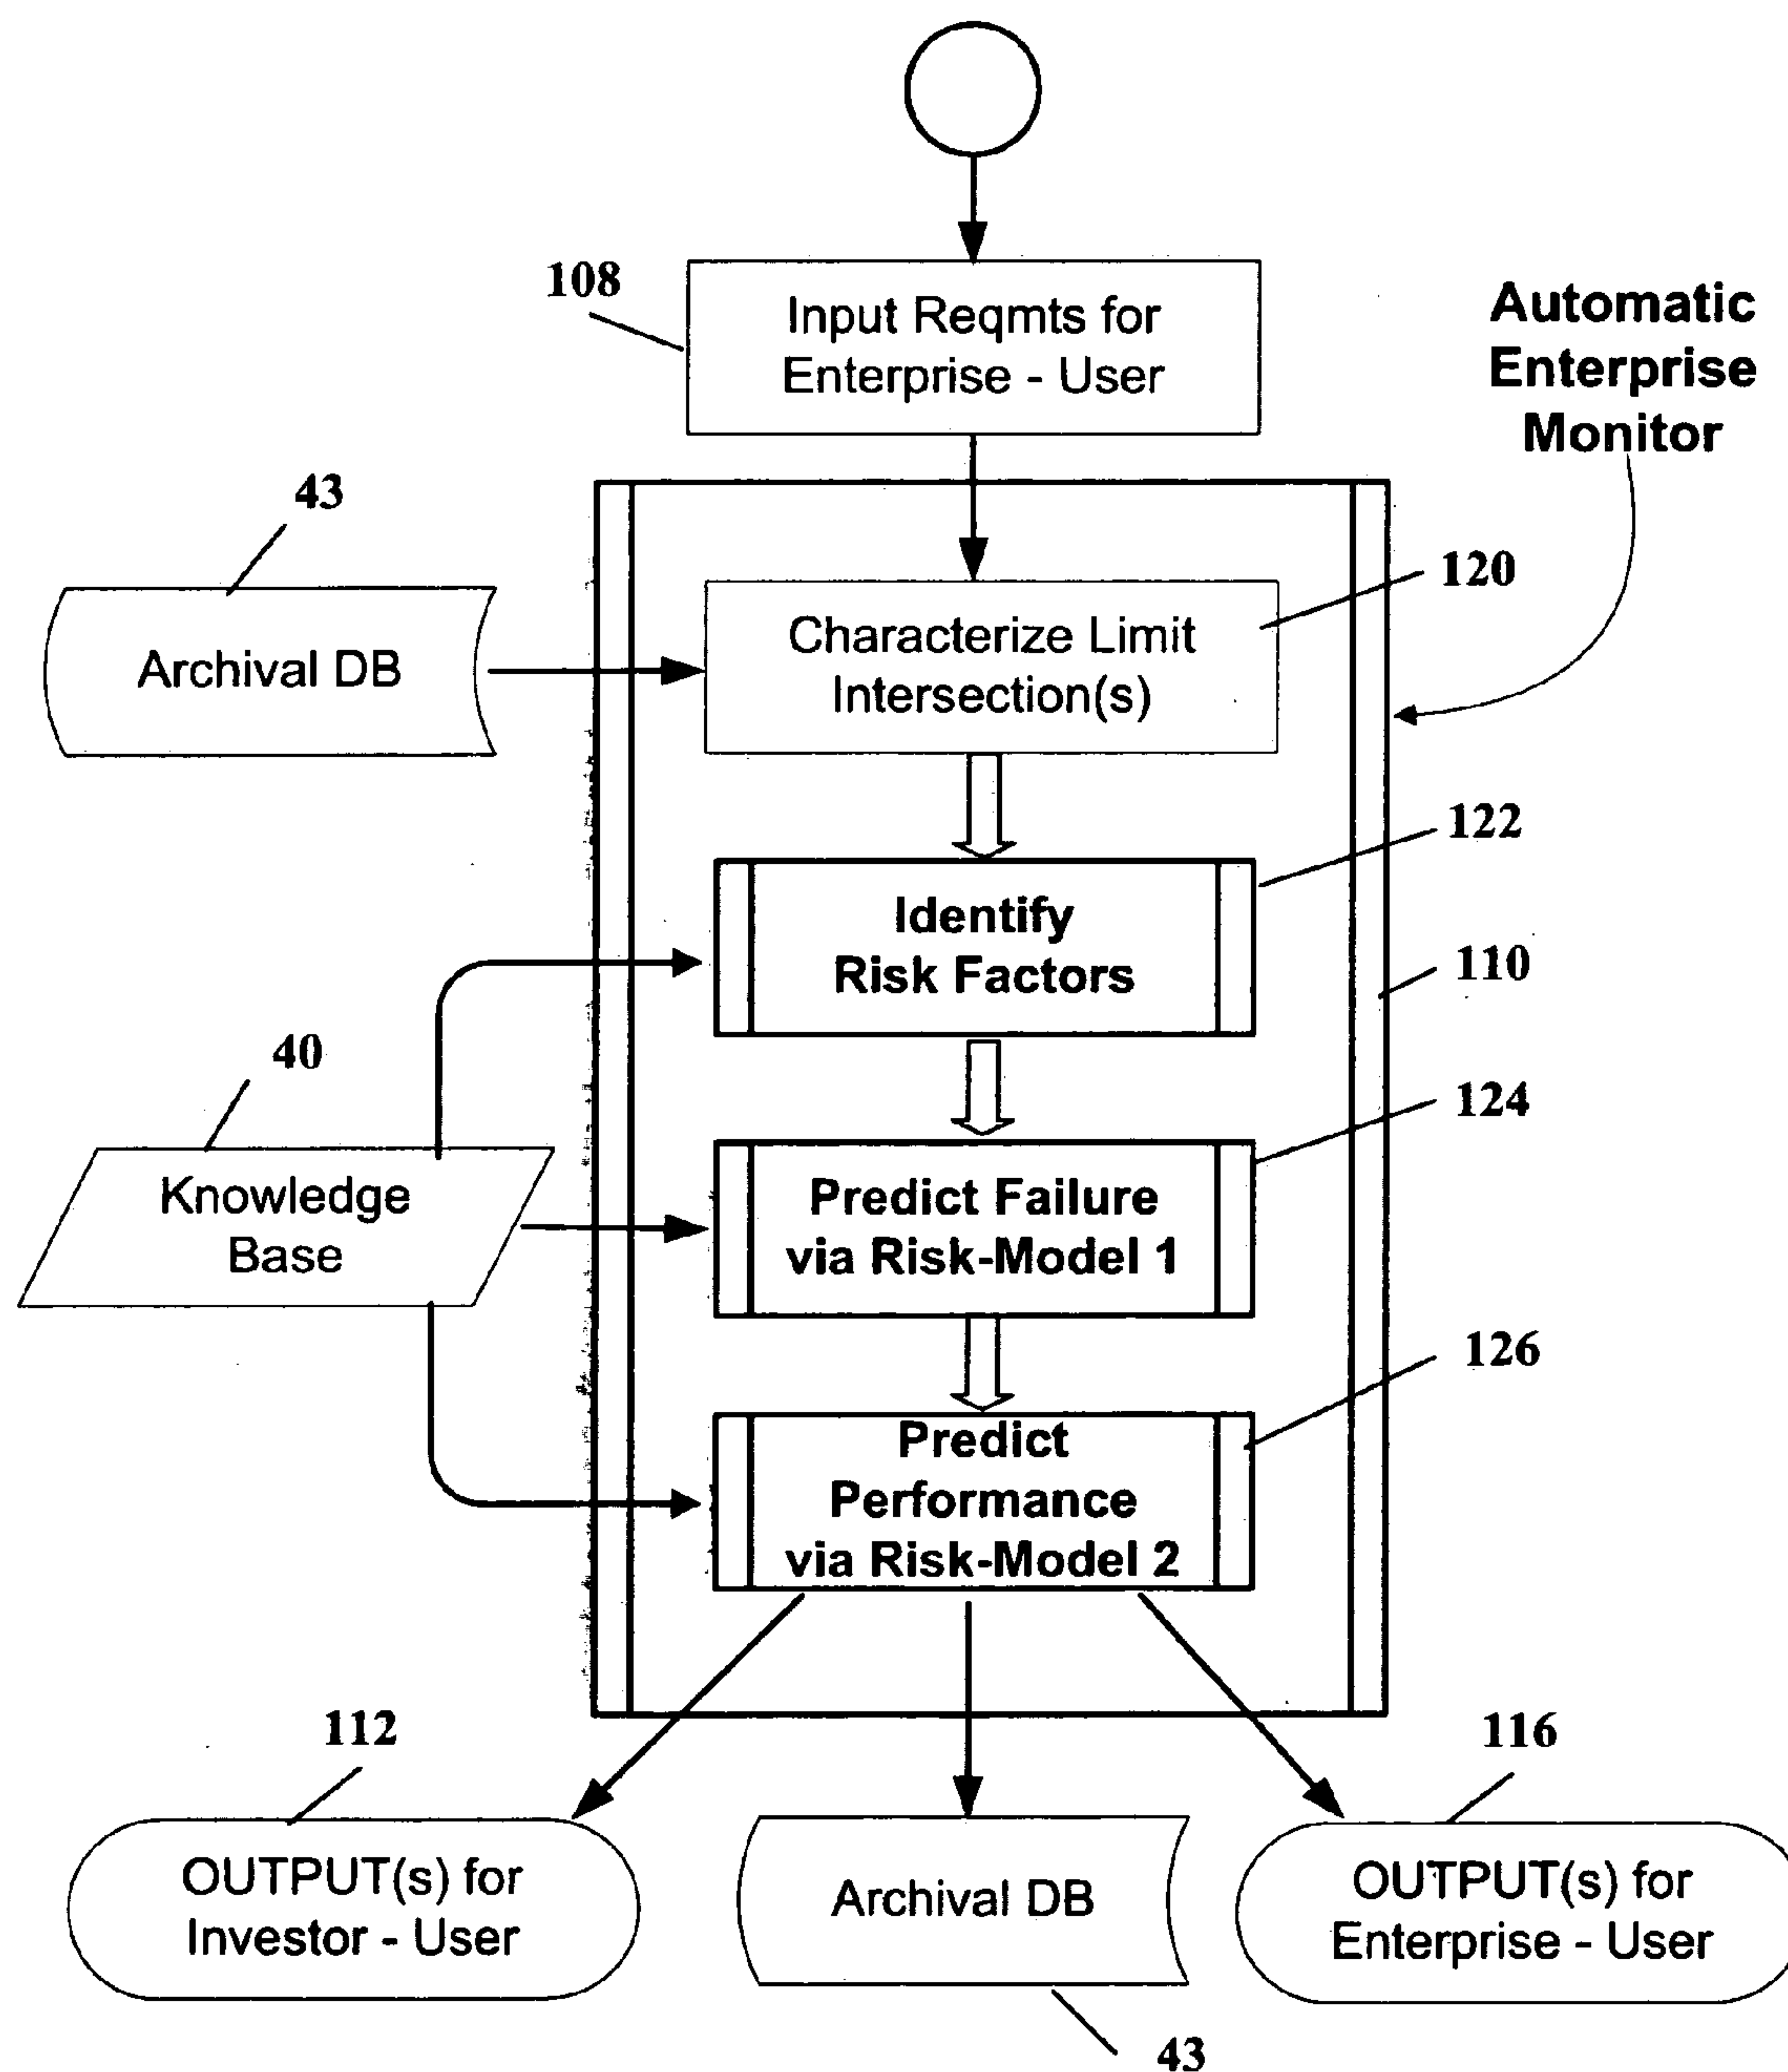 108
Input Reqmts for
Enterprise - User
Automatic
Enterprise
Monitor
43
Archival DB
120
Characterize Limit
Intersection(s)
122
Identify
Risk Factors
110
40
Knowledge
Base
124
Predict Failure
via Risk-Model 1
126
Predict
Performance
via Risk-Model 2
112
OUTPUT(s) for
Investor - User
Archival DB
43
116
OUTPUT(s) for
Enterprise - User